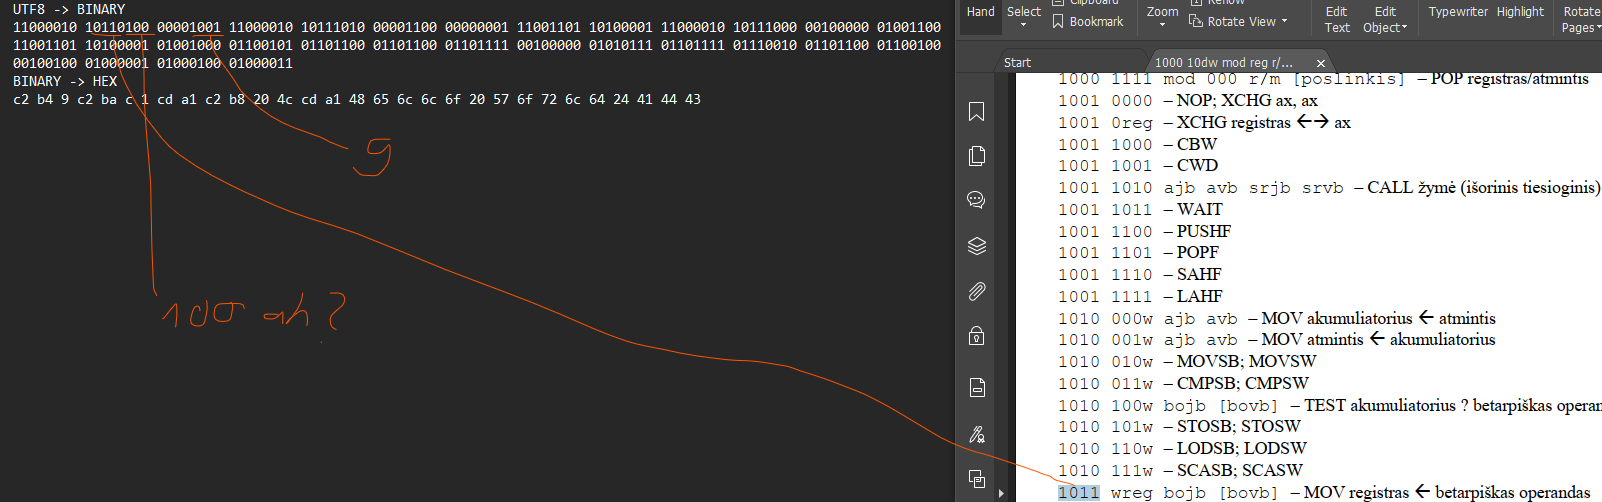 UTF8 -> BINARY
11000010 10110100 00001001 11000010 10111010 00001100 00000001 11001101 10100001 11000010 10111000 00100000 01001100
11001101 10100001 01001000 01100101 01101100 01101100 01101111 00100000 01010111 01101111 01110010 01101100 01100100
00100100 01000001 01000100 01000011
BINARY -> HEX
c2 b4 9 c2 ba c 1 cd a1 c2 b8 20 4c cd a1 48 65 6c 6c 6f 20 57 6f 72 6c 64 24 41 44 43
9
100 ah?
Hand Select Clipboard Bookmark
Zoom Rotate View
Edit Text Edit Object Typewriter Highlight Rotate Pages
Start 1000 10dw mod reg r/... ×
1000 1111 mod 000 r/m [poslinkis] – POP registras/atmintis
1001 0000 – NOP; XCHG ax, ax
1001 0reg – XCHG registras ←→ ax
1001 1000 – CBW
1001 1001 – CWD
1001 1010 ajb avb srjb srvb – CALL žymė (išorinis tiesioginis)
1001 1011 – WAIT
1001 1100 – PUSHF
1001 1101 – POPF
1001 1110 – SAHF
1001 1111 – LAHF
1010 000w ajb avb – MOV akumuliatorius ← atmintis
1010 001w ajb avb – MOV atmintis ← akumuliatorius
1010 010w – MOVSB; MOVSW
1010 011w – CMPSB; CMPSW
1010 100w bojb [bovb] – TEST akumuliatorius ? betarpiškas operan
1010 101w – STOSB; STOSW
1010 110w – LODSB; LODSW
1010 111w – SCASB; SCASW
1011 wreg bojb [bovb] – MOV registras ← betarpiškas operandas